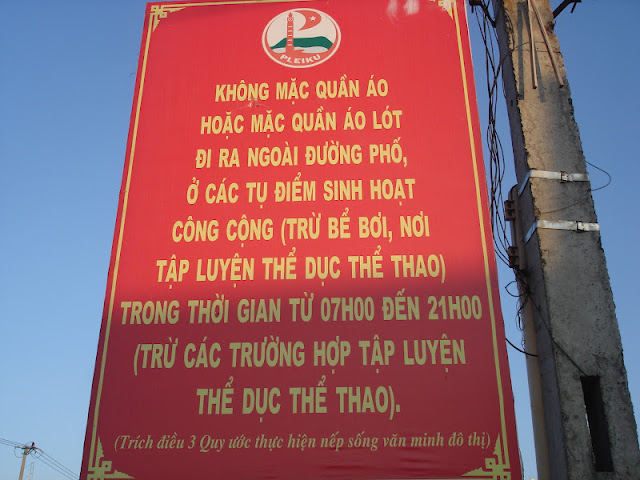 PLEIKU
KHÔNG MẶC QUẦN ÁO
HOẶC MẶC QUẦN ÁO LÓT
ĐI RA NGOÀI ĐƯỜNG PHỐ,
Ở CÁC TỤ ĐIỂM SINH HOẠT
CÔNG CỘNG (TRỪ BỂ BƠI, NƠI
TẬP LUYỆN THỂ DỤC THỂ THAO)
TRONG THỜI GIAN TỪ 07H00 ĐẾN 21H00
(TRỪ CÁC TRƯỜNG HỢP TẬP LUYỆN
THỂ DỤC THỂ THAO).
(Trích điều 3 Quy ước thực hiện nếp sống văn minh đô thị)